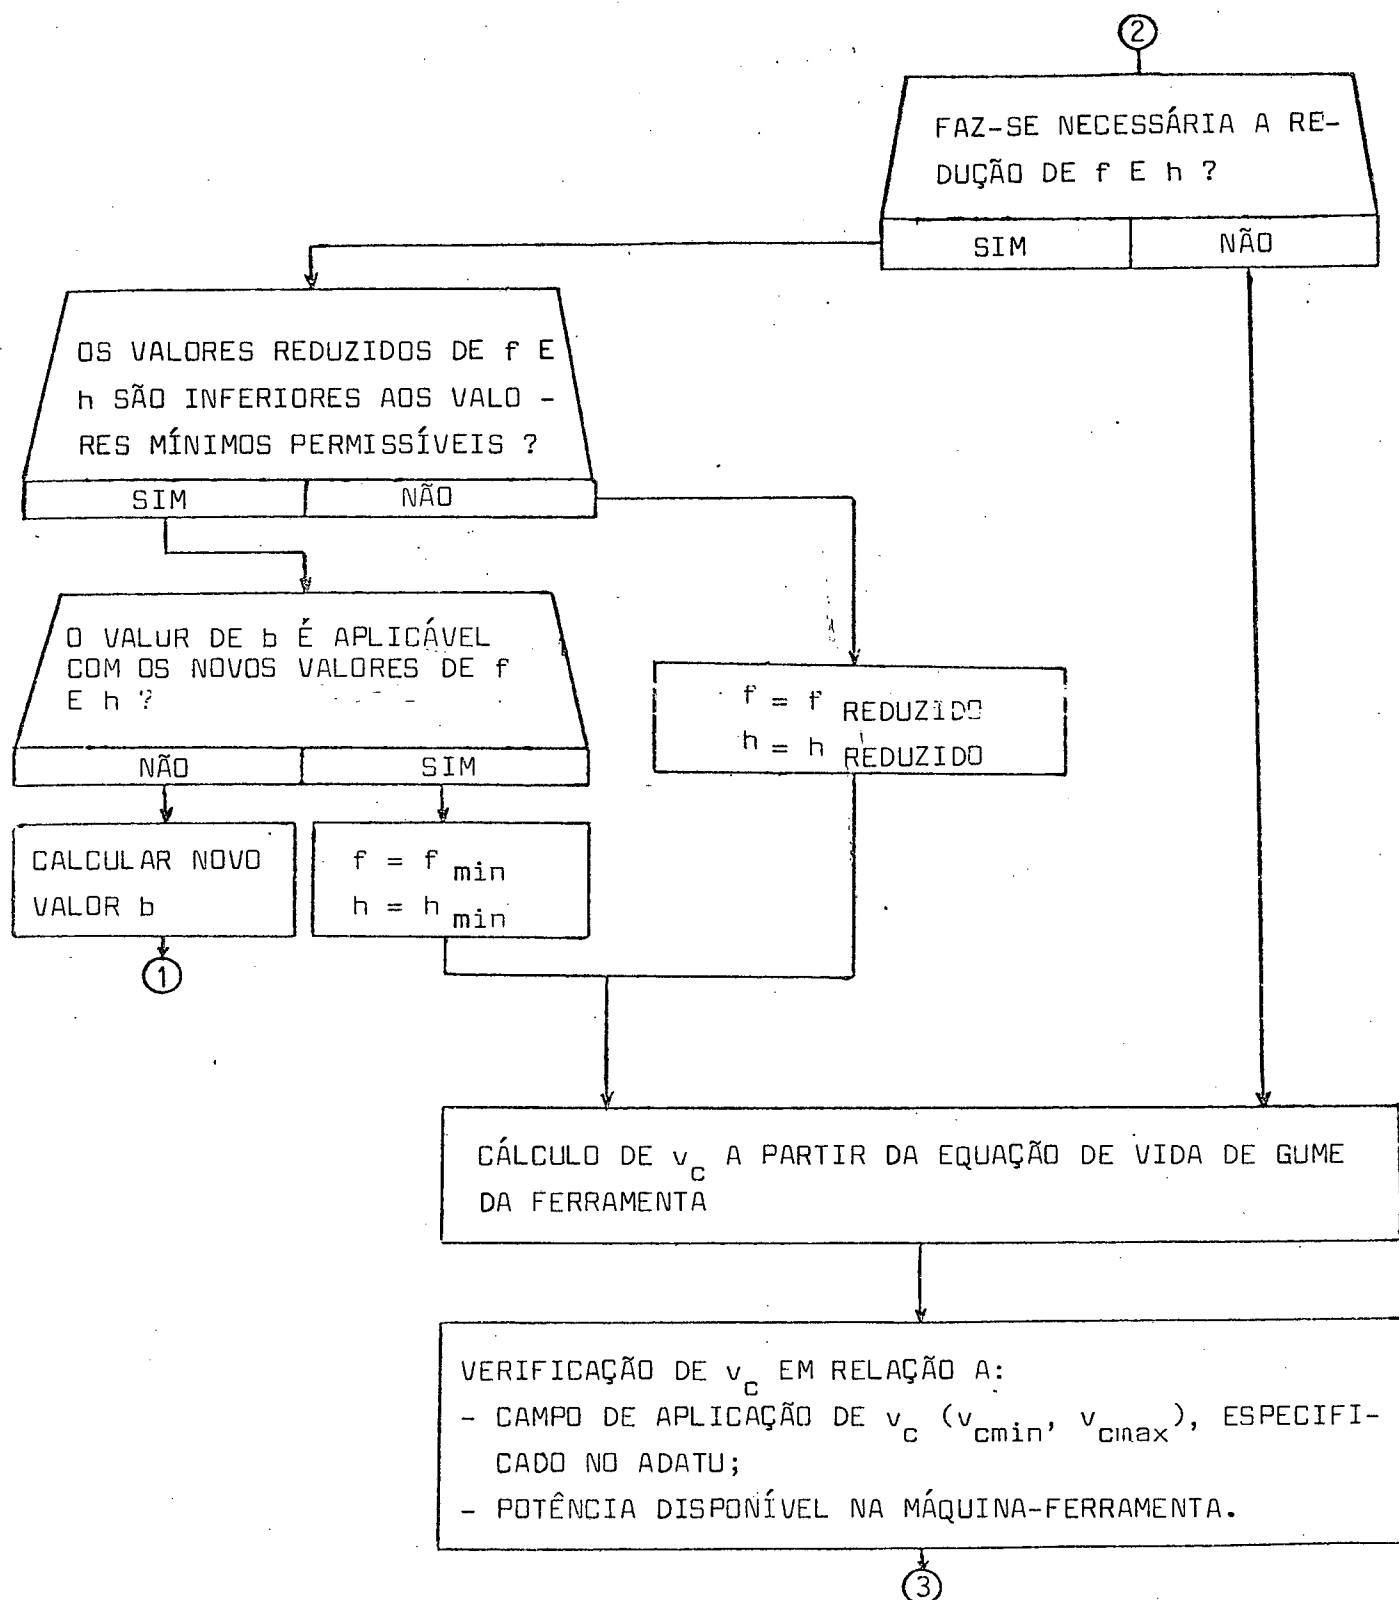 2
FAZ-SE NECESSÁRIA A RE-
DUÇÃO DE f E h ?
SIM NÃO
OS VALORES REDUZIDOS DE f E
h SÃO INFERIORES AOS VALO -
RES MÍNIMOS PERMISSÍVEIS ?
SIM NÃO
O VALUR DE b É APLICÁVEL
COM OS NOVOS VALORES DE f
E h ?
NÃO SIM
f = f REDUZIDO
h = h REDUZIDO
CALCULAR NOVO
VALOR b
f = f min
h = h min
1
CÁLCULO DE vc A PARTIR DA EQUAÇÃO DE VIDA DE GUME
DA FERRAMENTA
VERIFICAÇÃO DE vc EM RELAÇÃO A:
- CAMPO DE APLICAÇÃO DE vc (vcmin, vcmax), ESPECIFI-
CADO NO ADATU;
- POTÊNCIA DISPONÍVEL NA MÁQUINA-FERRAMENTA.
3